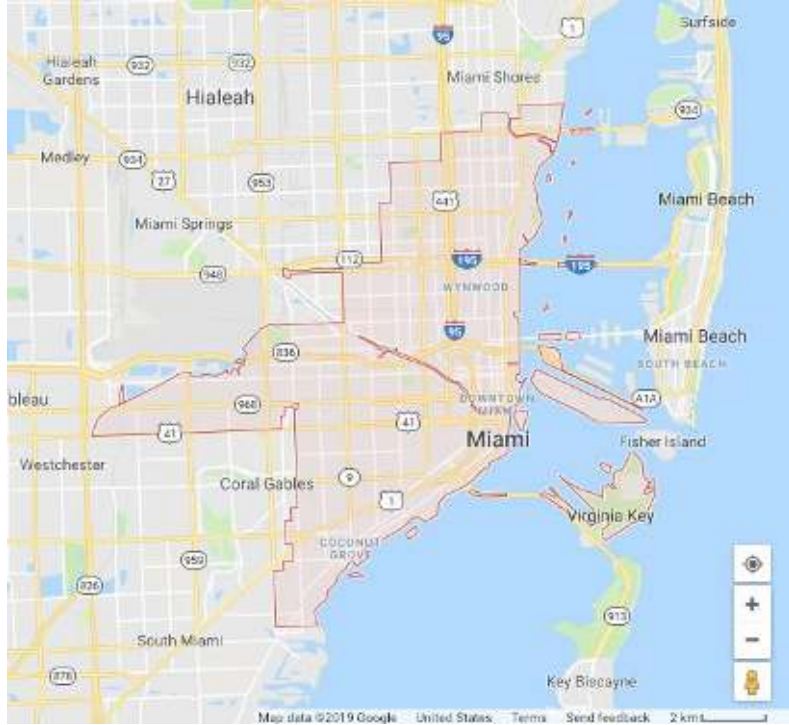 Surfside
1
95
Hialeah
Gardens
932
932
Miami Shores
Hialeah
934
Medley
934
27
953
441
Miami Beach
Miami Springs
112
948
195
195
WYNWOOD
95
Miami Beach
836
SOUTH BEACH
bleau
968
DOWNTOWN
MIAMI
A1A
41
41
Miami
Fisher Island
Westchester
Coral Gables
9
1
Virginia Key
COCONUT
GROVE
959
826
913
South Miami
878
Key Biscayne
+
−
Map data ©2019 Google United States Terms Send feedback 2 km